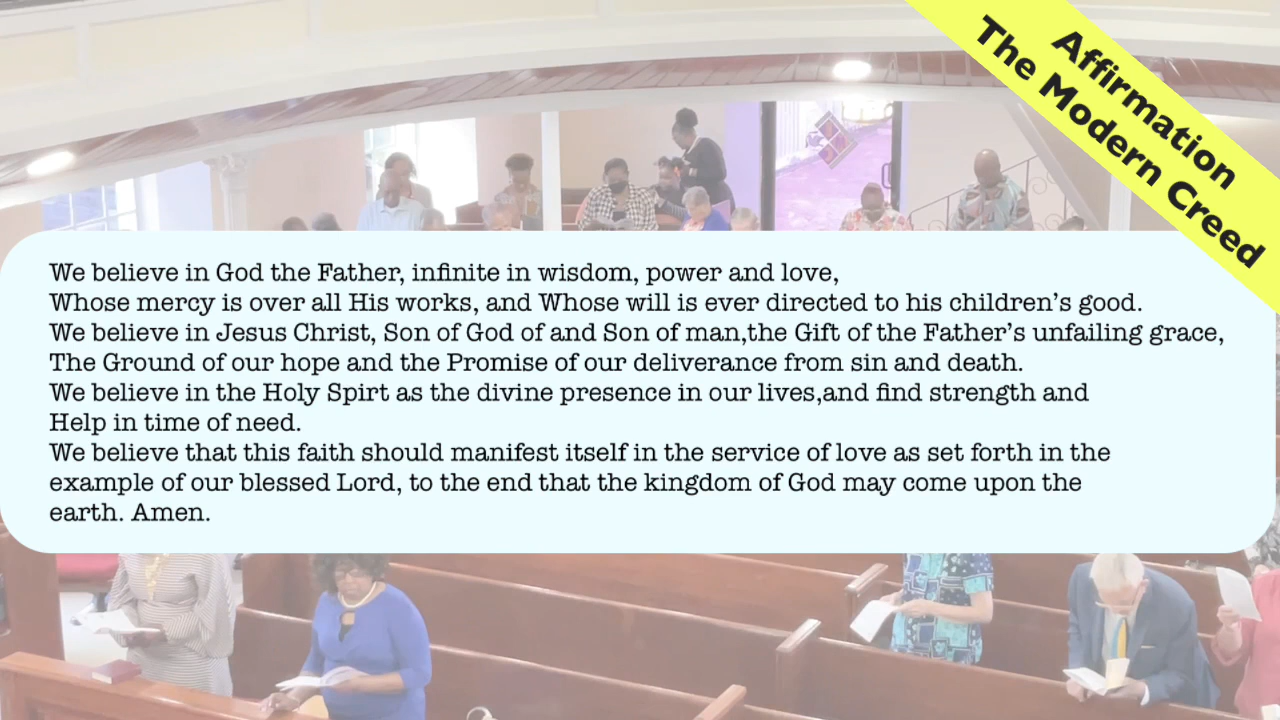 Affirmation
The Modern Creed
We believe in God the Father, infinite in wisdom, power and love,
Whose mercy is over all His works, and Whose will is ever directed to his children’s good.
We believe in Jesus Christ, Son of God of and Son of man,the Gift of the Father’s unfailing grace,
The Ground of our hope and the Promise of our deliverance from sin and death.
We believe in the Holy Spirt as the divine presence in our lives,and find strength and
Help in time of need.
We believe that this faith should manifest itself in the service of love as set forth in the
example of our blessed Lord, to the end that the kingdom of God may come upon the
earth. Amen.